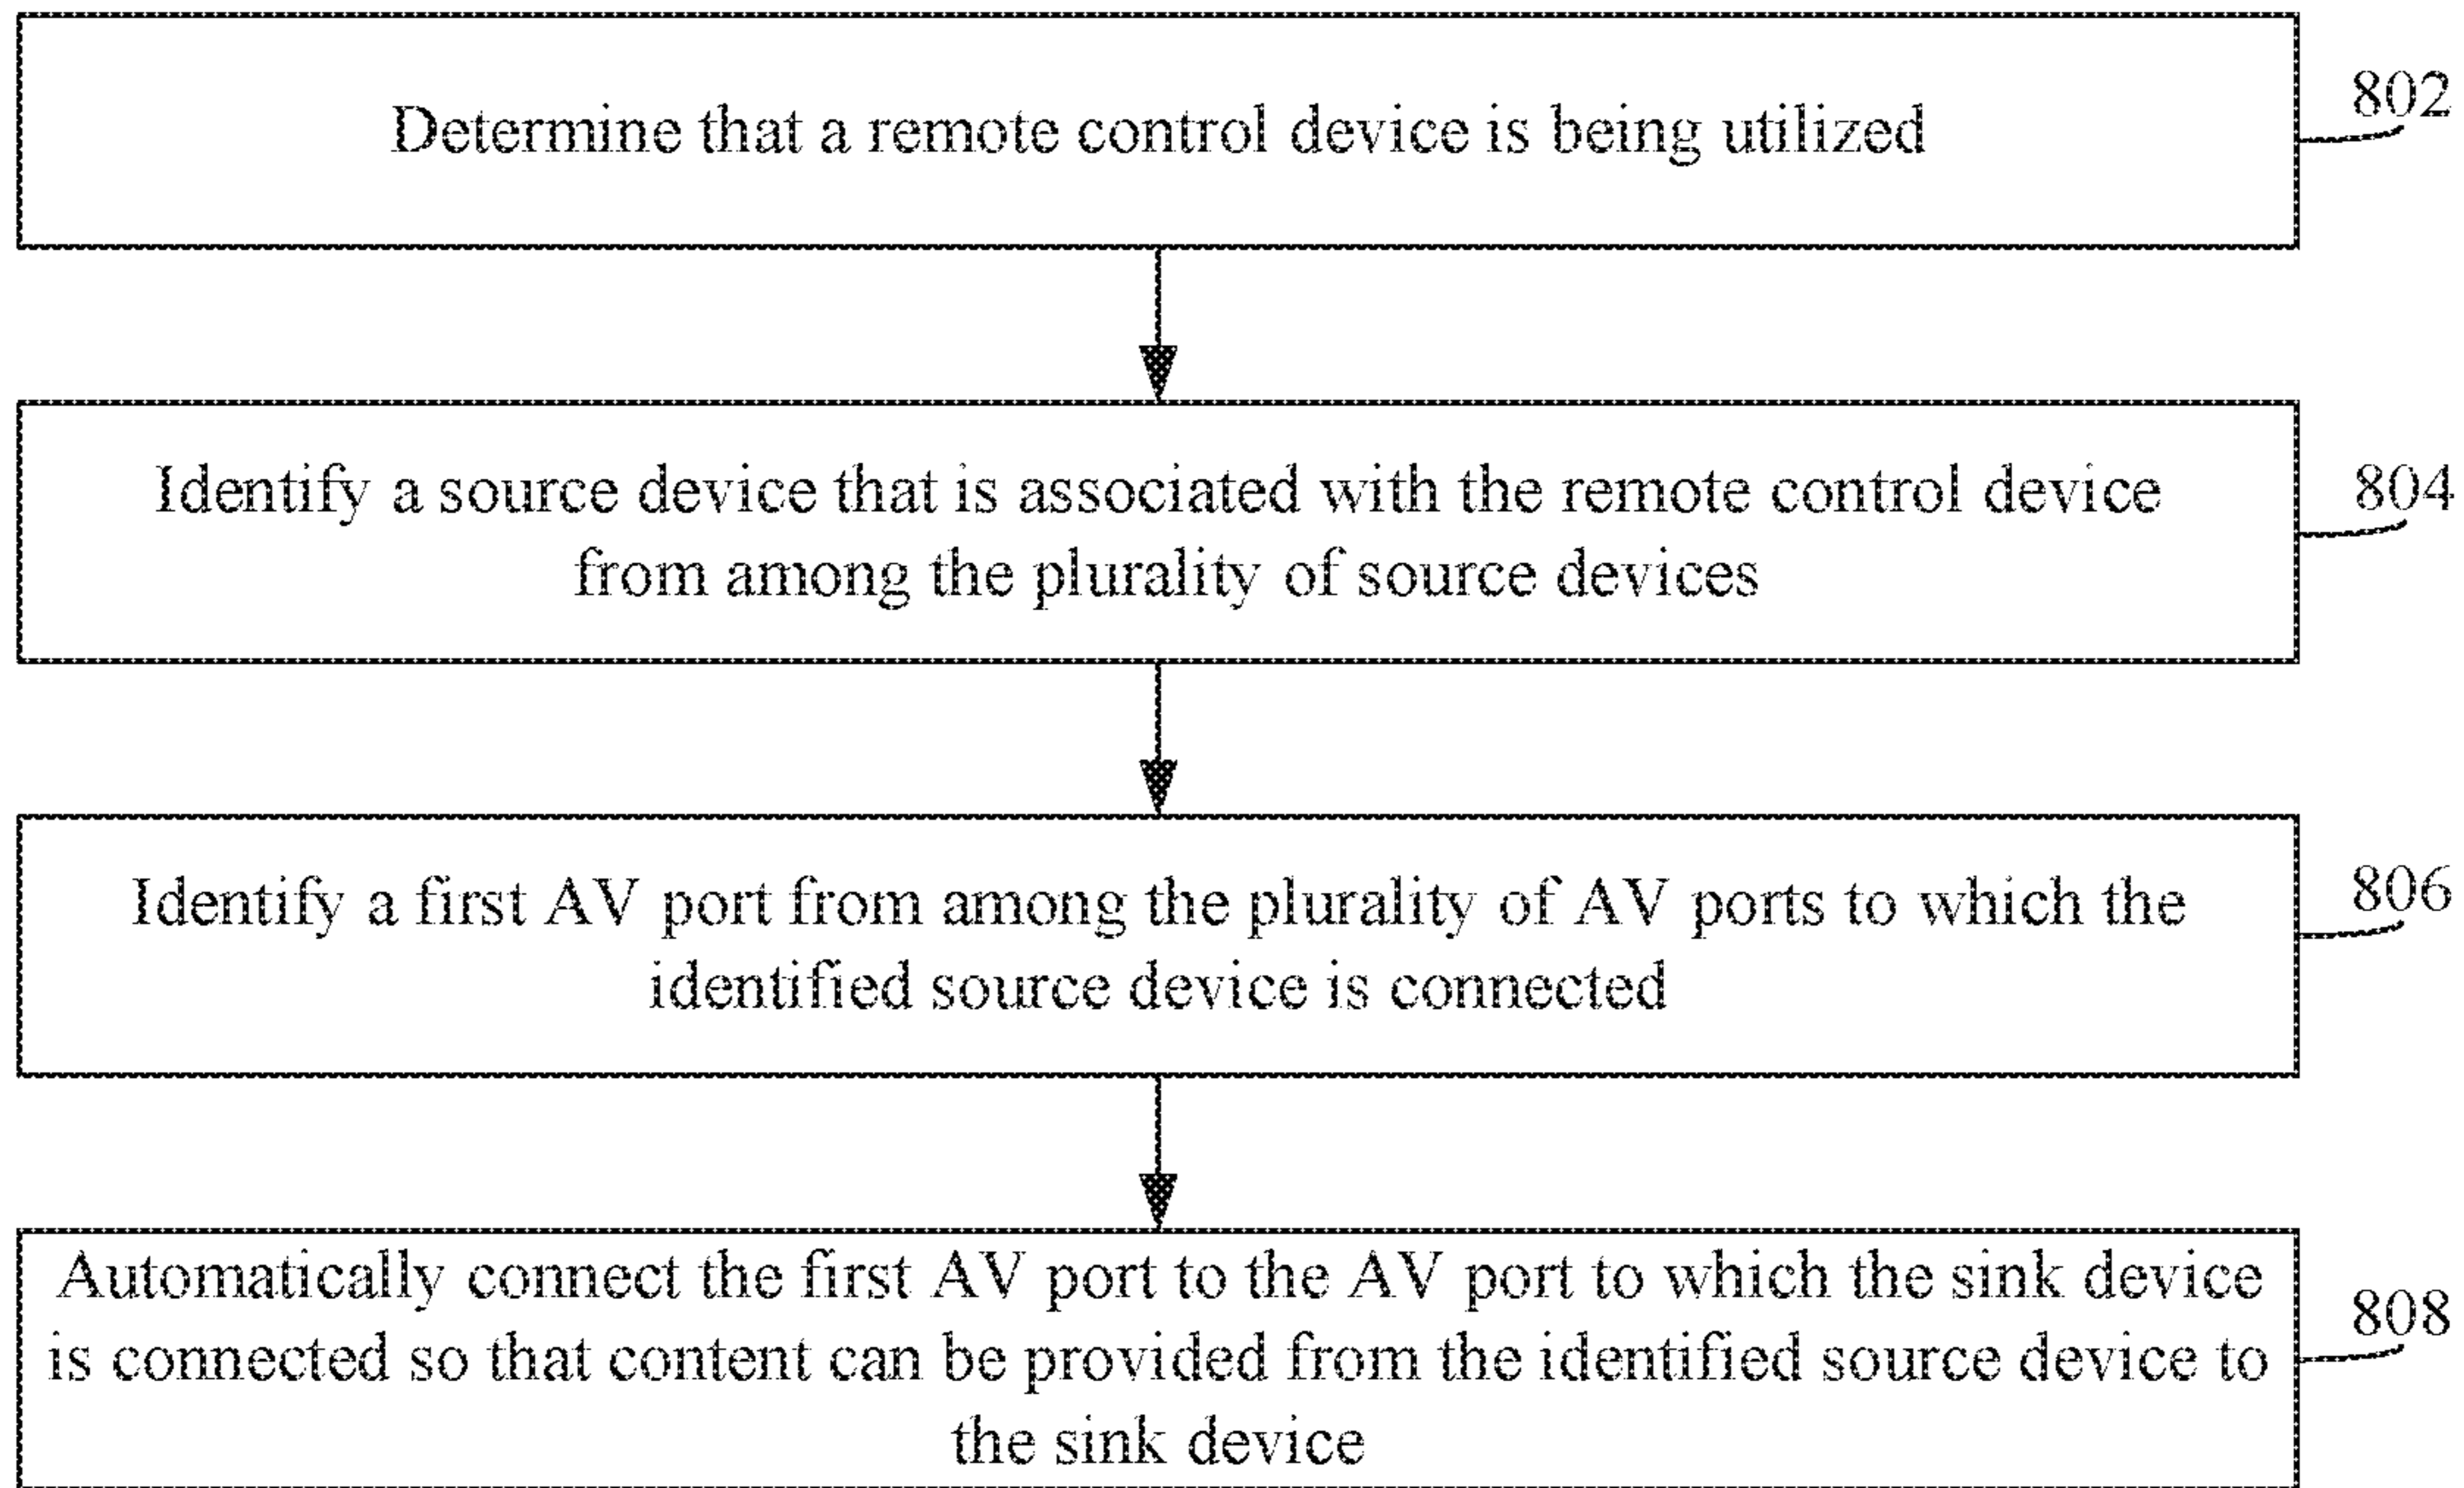 Determine that a remote control device is being utilized
802
Identify a source device that is associated with the remote control device
from among the plurality of source devices
804
Identify a first AV port from among the plurality of AV ports to which the
identified source device is connected
806
Automatically connect the first AV port to the AV port to which the sink device
is connected so that content can be provided from the identified source device to
the sink device
808